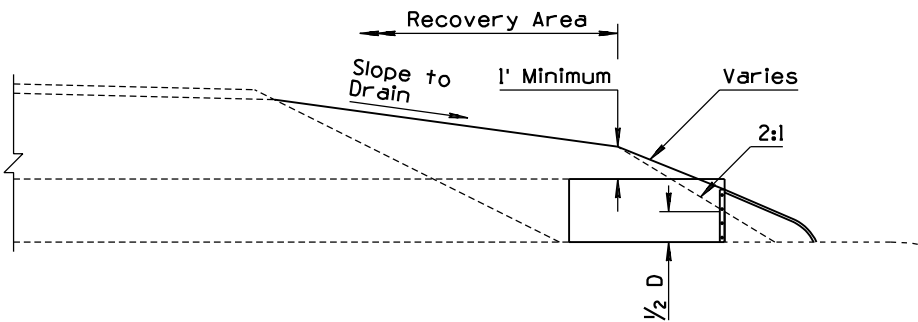 Recovery Area
Slope to
Drain
1' Minimum
Varies
2:1
½ D